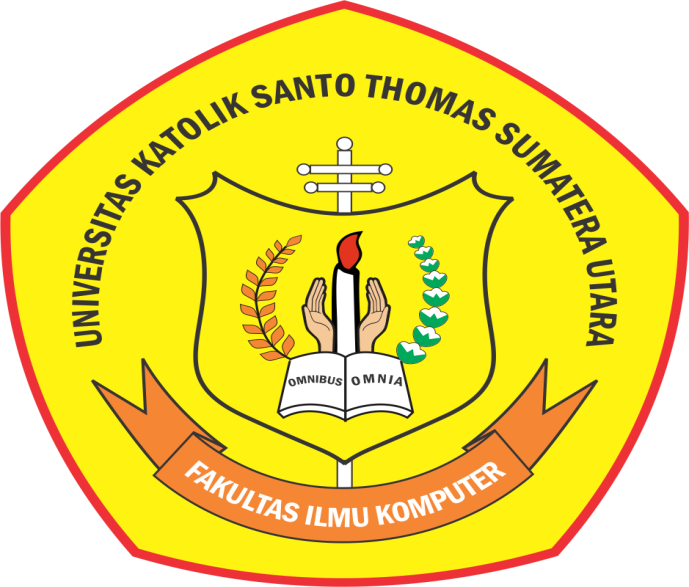 UNIVERSITAS KATOLIK SANTO THOMAS SUMATERA UTARA
OMNIBUS OMNIA
FAKULTAS ILMU KOMPUTER